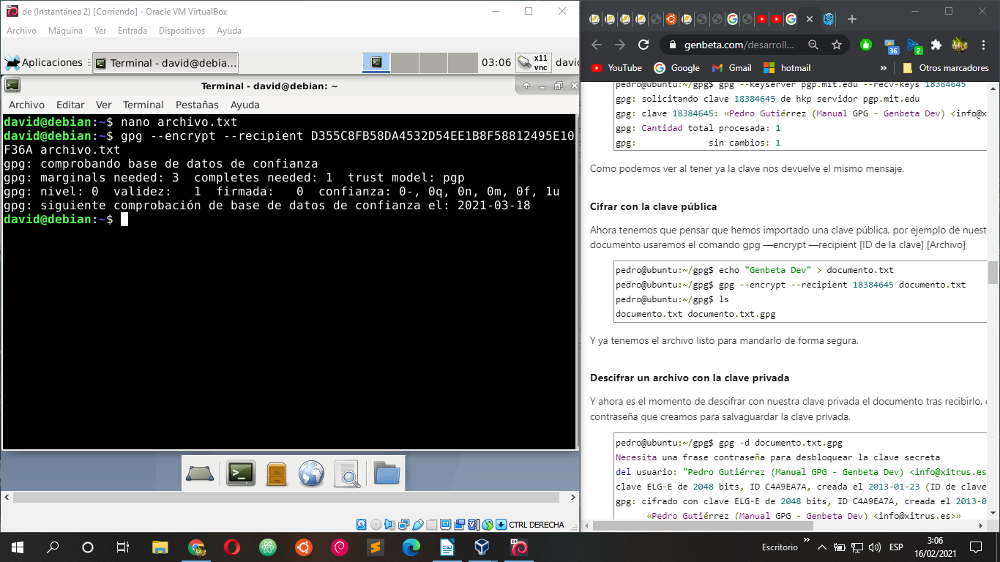 de (Instantánea 2) [Corriendo] - Oracle VM VirtualBox
Archivo Máquina Ver Entrada Dispositivos Ayuda
Aplicaciones Terminal - david@debia... 03:06 x11 vnc david
Terminal - david@debian: ~
Archivo Editar Ver Terminal Pestañas Ayuda
david@debian:~$ nano archivo.txt
david@debian:~$ gpg --encrypt --recipient D355C8FB58DA4532D54EE1B8F58812495E10
F36A archivo.txt
gpg: comprobando base de datos de confianza
gpg: marginals needed: 3 completes needed: 1 trust model: pgp
gpg: nivel: 0 validez: 1 firmada: 0 confianza: 0-, 0q, 0n, 0m, 0f, 1u
gpg: siguiente comprobación de base de datos de confianza el: 2021-03-18
david@debian:~$
CTRL DERECHA
genbeta.com/desarroll...
36
2
YouTube Google Gmail hotmail » Otros marcadores
pedro@ubuntu:~/gpg$ gpg --keyserver pgp.mit.edu --recv-keys 18384645
gpg: solicitando clave 18384645 de hkp servidor pgp.mit.edu
gpg: clave 18384645: «Pedro Gutiérrez (Manual GPG - Genbeta Dev) <info@x
gpg: Cantidad total procesada: 1
gpg: sin cambios: 1
Como podemos ver al tener ya la clave nos devuelve el mismo mensaje.
Cifrar con la clave pública
Ahora tenemos que pensar que hemos importado una clave pública, por ejemplo de nuest
documento usaremos el comando gpg —encrypt —recipient [ID de la clave] [Archivo]
pedro@ubuntu:~/gpg$ echo "Genbeta Dev" > documento.txt
pedro@ubuntu:~/gpg$ gpg --encrypt --recipient 18384645 documento.txt
pedro@ubuntu:~/gpg$ ls
documento.txt documento.txt.gpg
Y ya tenemos el archivo listo para mandarlo de forma segura.
Descifrar un archivo con la clave privada
Y ahora es el momento de descifrar con nuestra clave privada el documento tras recibirlo,
contraseña que creamos para salvaguardar la clave privada.
pedro@ubuntu:~/gpg$ gpg -d documento.txt.gpg
Necesita una frase contraseña para desbloquear la clave secreta
del usuario: "Pedro Gutiérrez (Manual GPG - Genbeta Dev) <info@xitrus.es
clave ELG-E de 2048 bits, ID C4A9EA7A, creada el 2013-01-23 (ID de clave
gpg: cifrado con clave ELG-E de 2048 bits, ID C4A9EA7A, creada el 2013-0
«Pedro Gutiérrez (Manual GPG - Genbeta Dev) <info@xitrus.es>»
Escritorio » ESP 3:06
16/02/2021